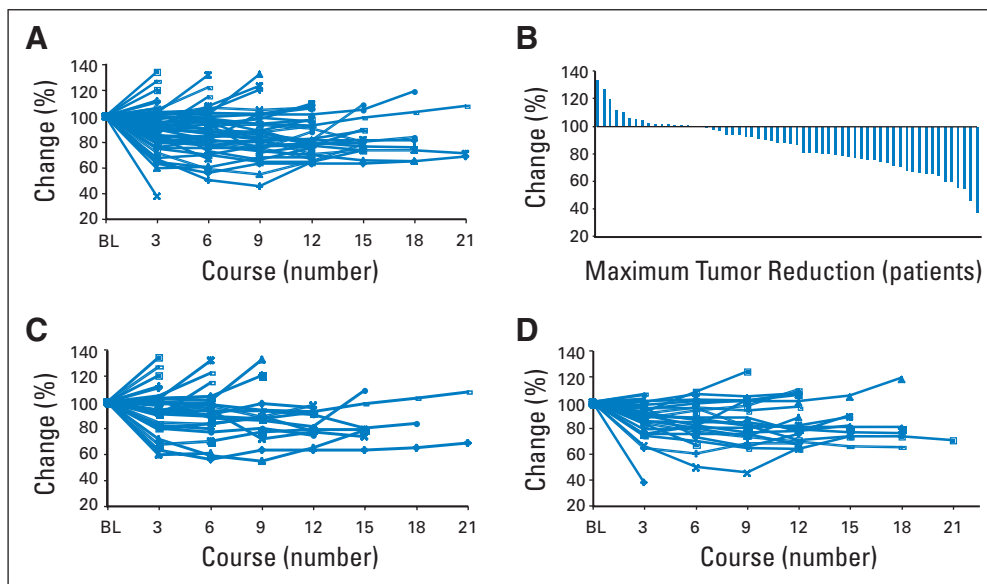 A
Change (%)
140
120
100
80
60
40
20
BL 3 6 9 12 15 18 21
Course (number)
B
Change (%)
140
120
100
80
60
40
20
Maximum Tumor Reduction (patients)
C
Change (%)
140
120
100
80
60
40
20
BL 3 6 9 12 15 18 21
Course (number)
D
Change (%)
140
120
100
80
60
40
20
BL 3 6 9 12 15 18 21
Course (number)